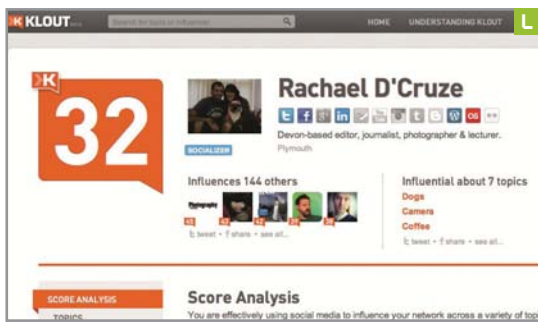 KLOUT
Search for topic or influencer
HOME
UNDERSTANDING KLOUT
L
K
32
Rachael D'Cruze
Devon-based editor, journalist, photographer & lecturer.
Plymouth
SOCIALIZER
Influences 144 others
Photography
tweet • f share • see all...
Influential about 7 topics
Dogs
Camera
Coffee
tweet • f share • see all...
SCORE ANALYSIS
TOPICS
Score Analysis
You are effectively using social media to influence your network across a variety of topi